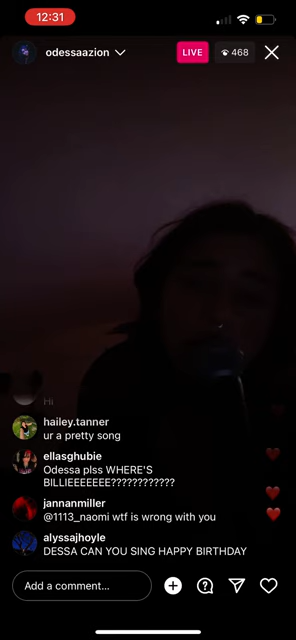 12:31
odessaazion
LIVE
468
Hi
hailey.tanner
ur a pretty song
ellasghubie
Odessa plss WHERE'S
BILLIEEEEEEE????????????
jannanmiller
@1113_naomi wtf is wrong with you
alyssajhoyle
DESSA CAN YOU SING HAPPY BIRTHDAY
Add a comment...